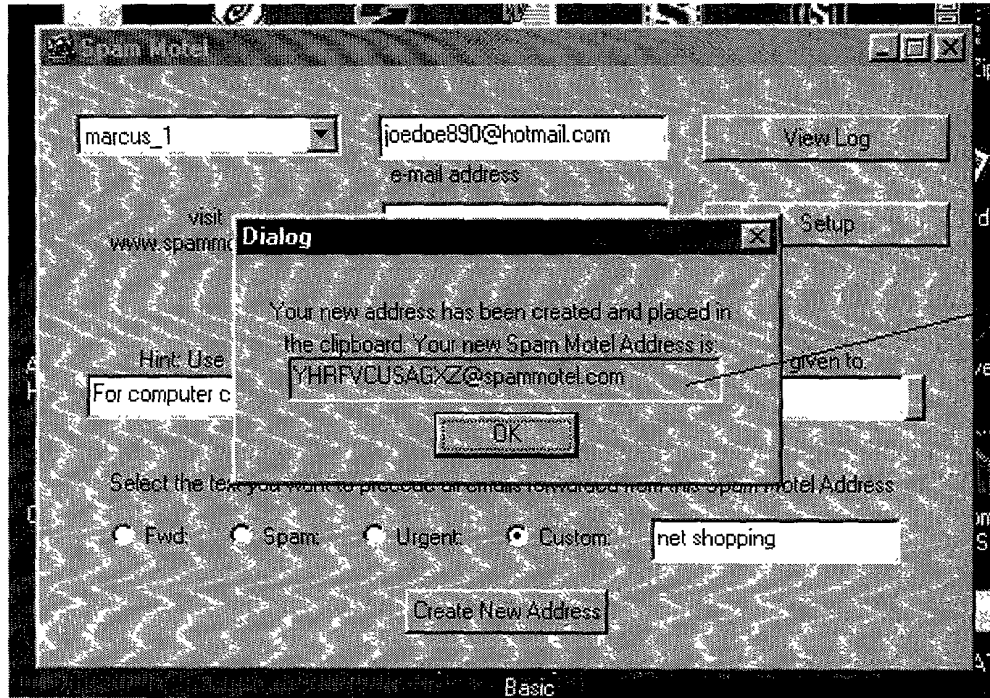 Spam Motel
marcus_1
joedoe890@hotmail.com
View Log
e-mail address
visit
www.spammo
Setup
Dialog
Your new address has been created and placed in
the clipboard. Your new Spam Motel Address is:
YHRFVCUSAGXZ@spammotel.com
OK
Hint: Use
given to:
For computer c
Select the text you want to precede all emails forwarded from this Spam Motel Address
Fwd:
Spam:
Urgent:
Custom:
net shopping
Create New Address
Basic